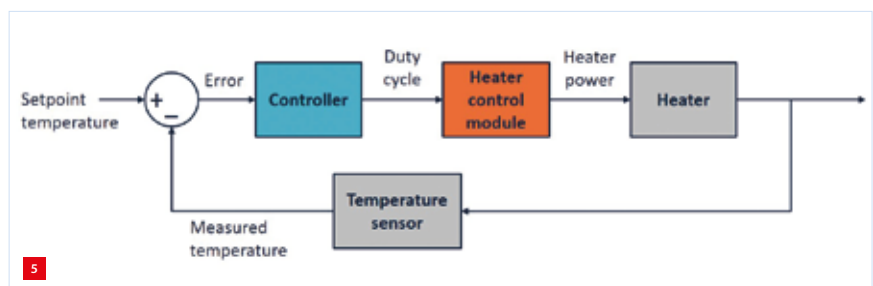 Setpoint
temperature
+
−
Error
Controller
Duty
cycle
Heater
control
module
Heater
power
Heater
Temperature
sensor
Measured
temperature
5